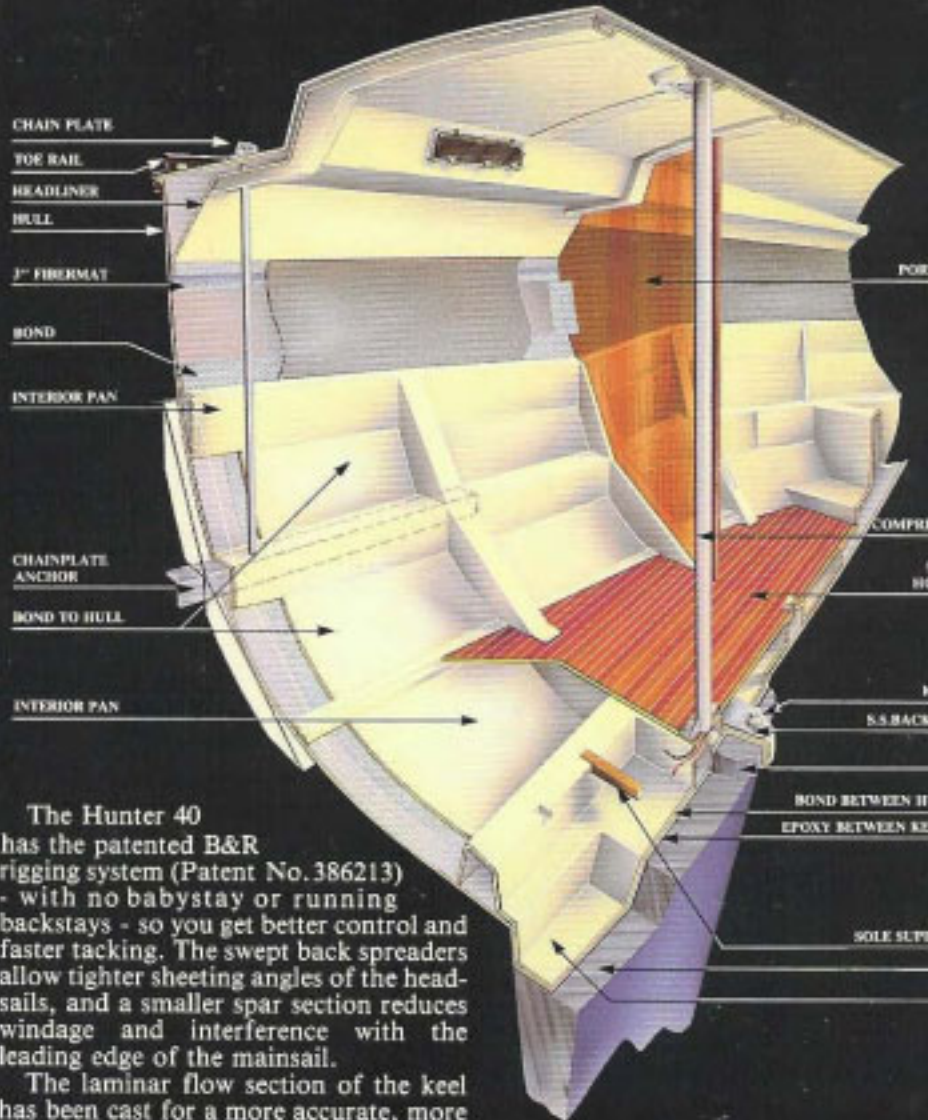 CHAIN PLATE
TOE RAIL
HEADLINER
HULL
3" FIBERMAT
BOND
INTERIOR PAN
CHAINPLATE
ANCHOR
BOND TO HULL
INTERIOR PAN
POR
COMPR
S.S.BACK
BOND BETWEEN H
EPOXY BETWEEN KE
SOLE SUP
The Hunter 40
has the patented B&R
rigging system (Patent No. 386213)
- with no babystay or running
backstays - so you get better control and
faster tacking. The swept back spreaders
allow tighter sheeting angles of the head-
sails, and a smaller spar section reduces
windage and interference with the
leading edge of the mainsail.
The laminar flow section of the keel
has been cast for a more accurate, more